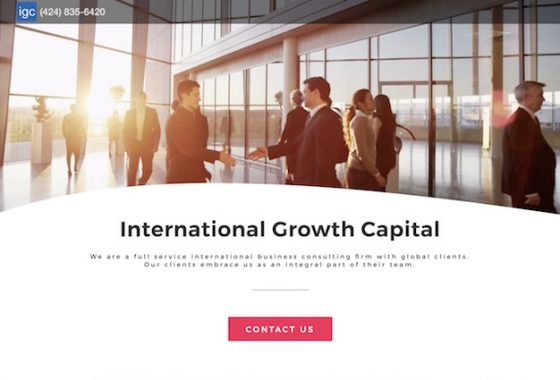 igc (424) 835-6420
International Growth Capital
We are a full service international business consulting firm with global clients.
Our clients embrace us as an integral part of their team.
CONTACT US